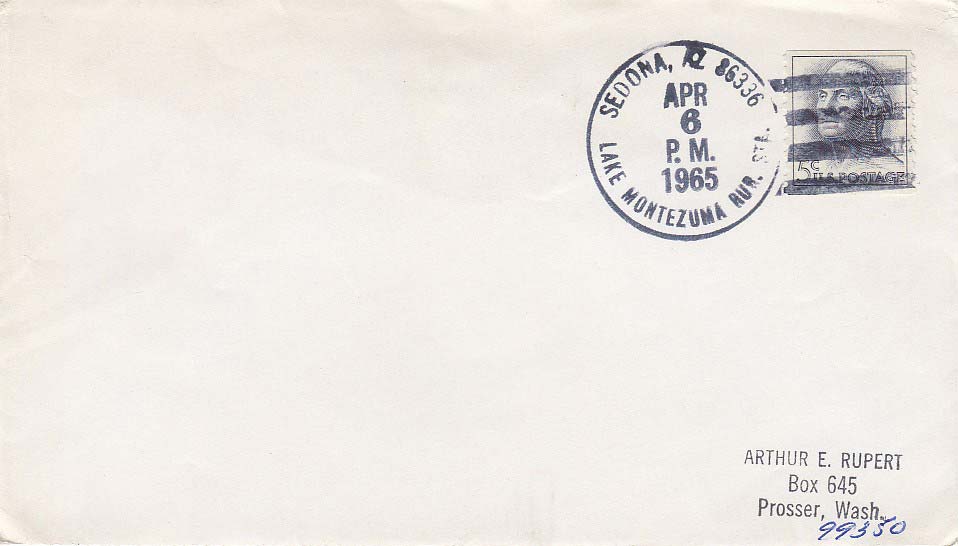 SEDONA, AZ 86336
APR
6
P. M.
1965
LAKE MONTEZUMA RUR. STA.
5¢
U.S. POSTAGE
ARTHUR E. RUPERT
Box 645
Prosser, Wash.
99350